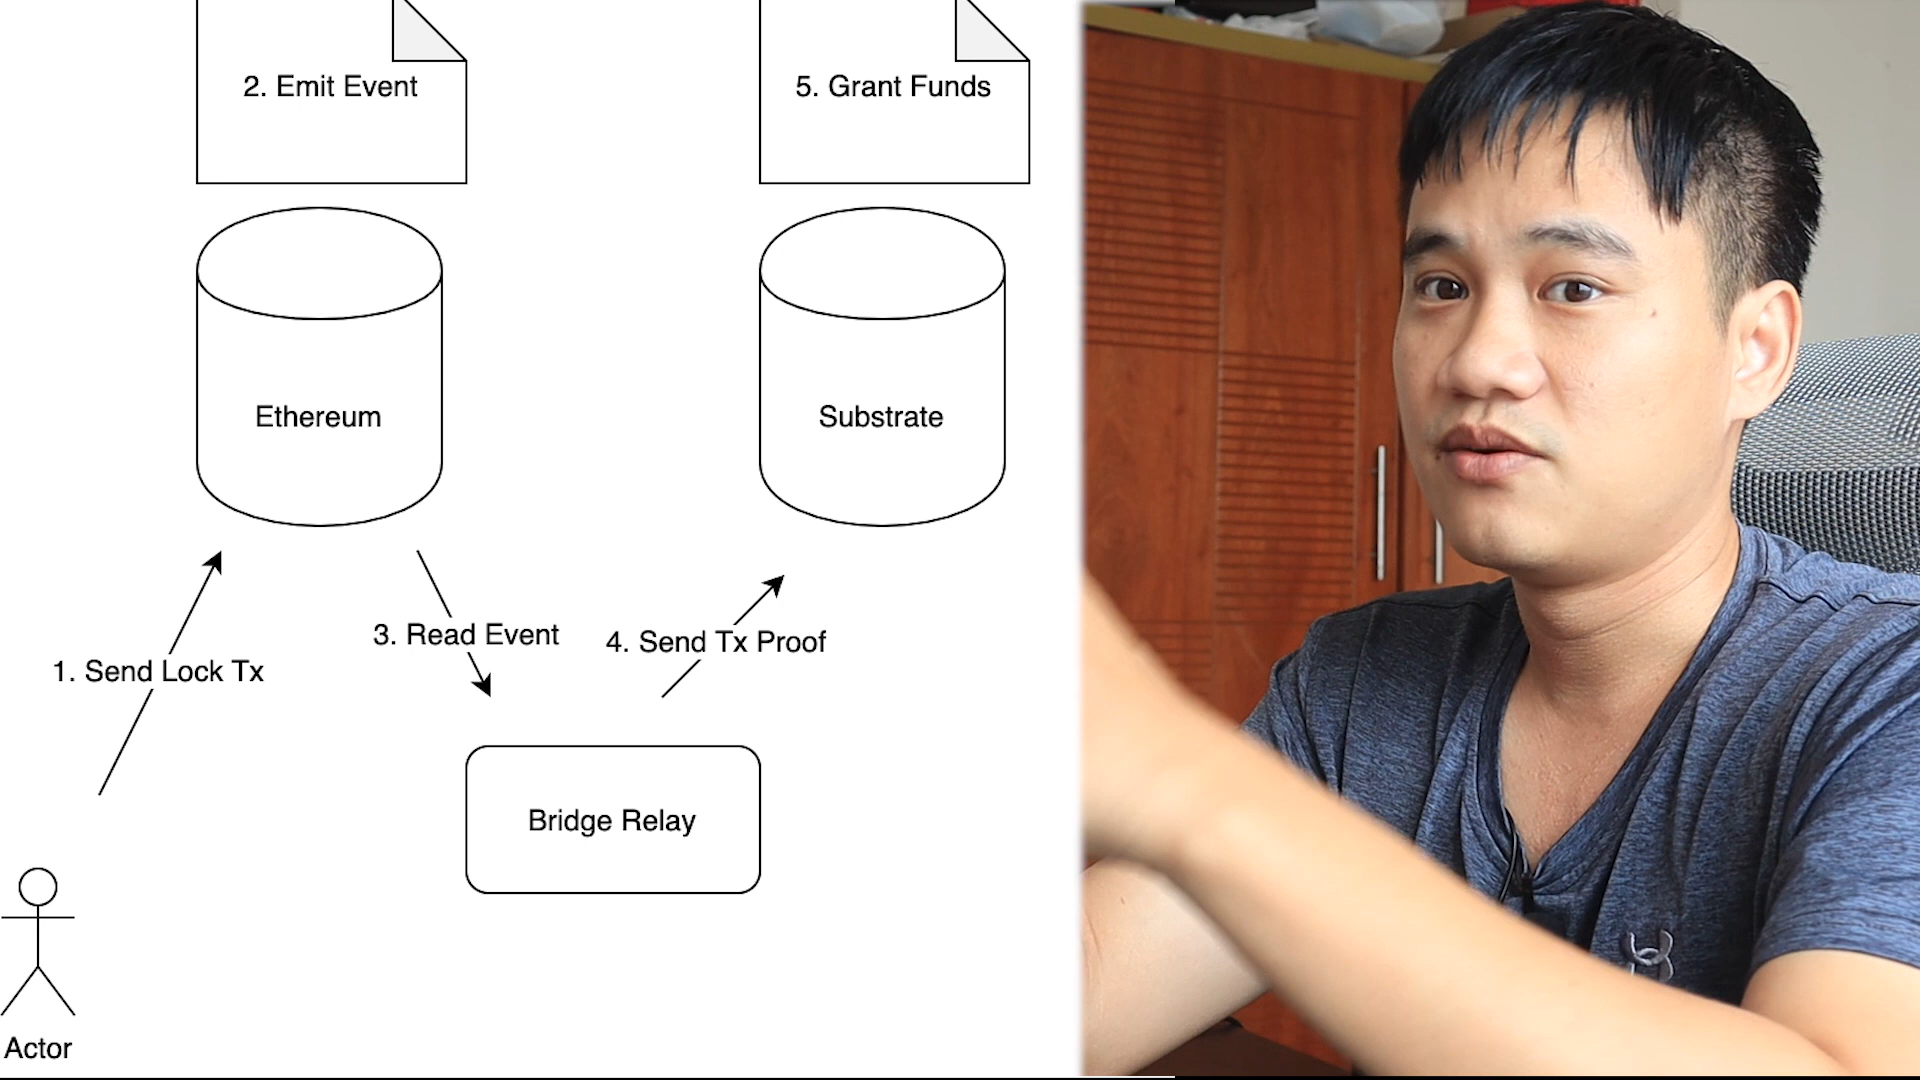 2. Emit Event
5. Grant Funds
Ethereum
Substrate
3. Read Event
4. Send Tx Proof
1. Send Lock Tx
Bridge Relay
Actor